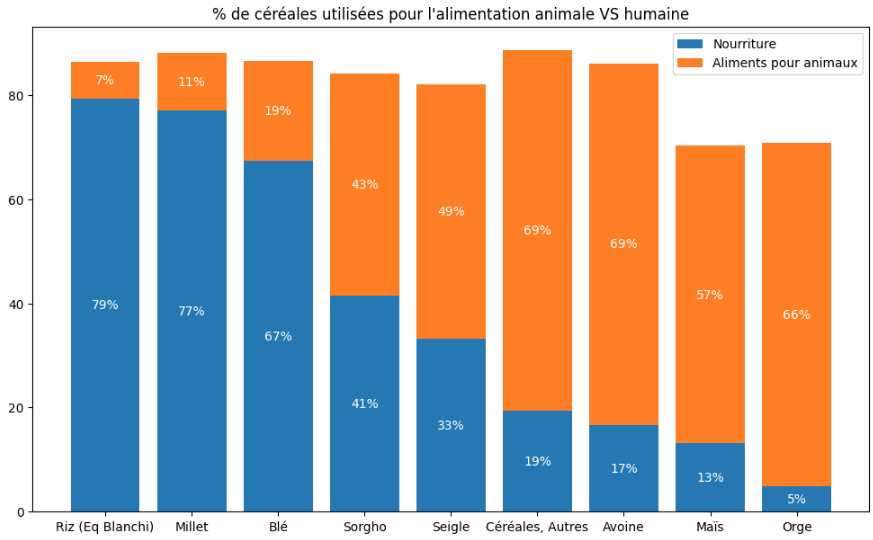 % de céréales utilisées pour l'alimentation animale VS humaine
Nourriture
Aliments pour animaux
80
60
40
20
0
7%
11%
19%
43%
49%
69%
69%
57%
66%
79%
77%
67%
41%
33%
19%
17%
13%
5%
Riz (Eq Blanchi)
Millet
Blé
Sorgho
Seigle
Céréales, Autres
Avoine
Maïs
Orge